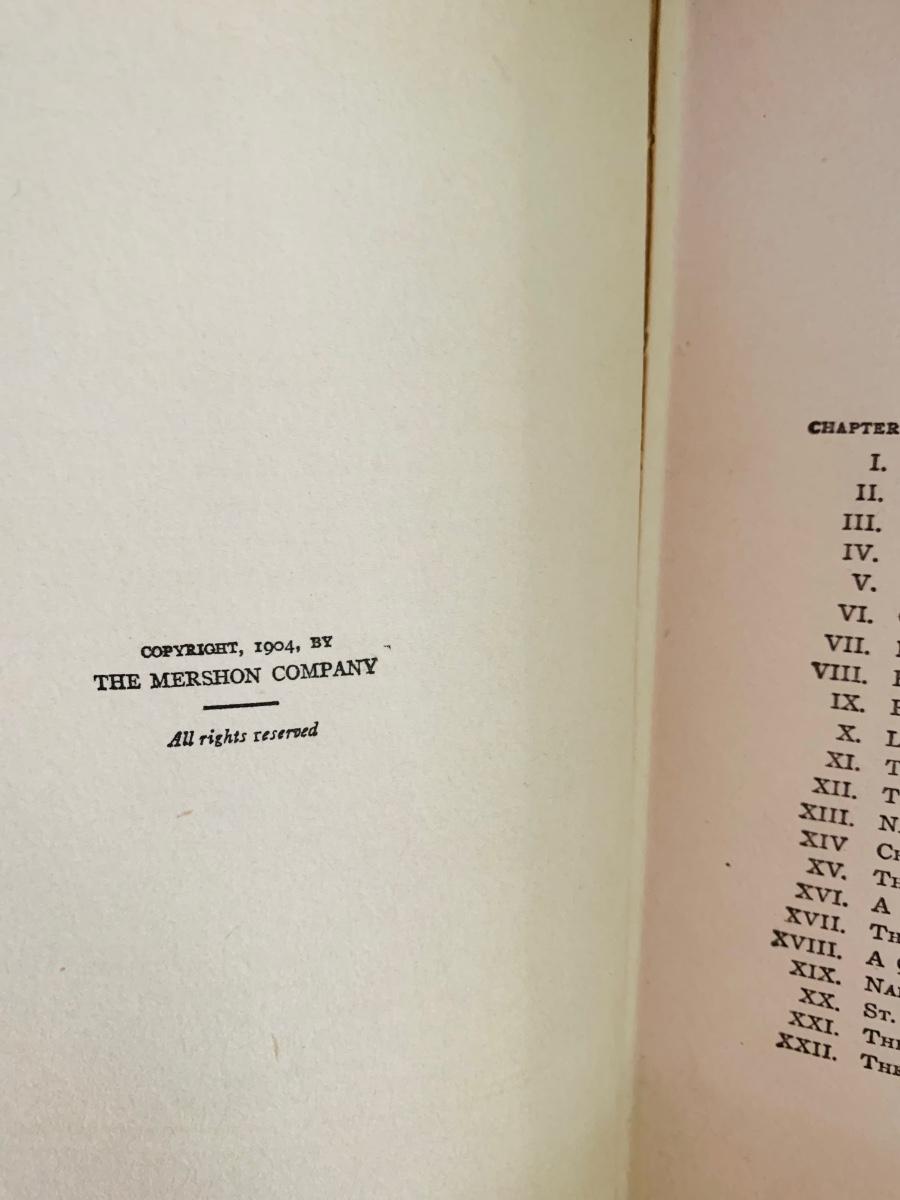 COPYRIGHT, 1904, BY
THE MERSHON COMPANY
All rights reserved
CHAPTER
I.
II.
III.
IV.
V.
VI.
VII.
VIII.
IX.
X.
XI.
XII.
XIII.
XIV
XV.
XVI. A
XVII.
XVIII. A
XIX.
XX. ST.
XXI.
XXII.